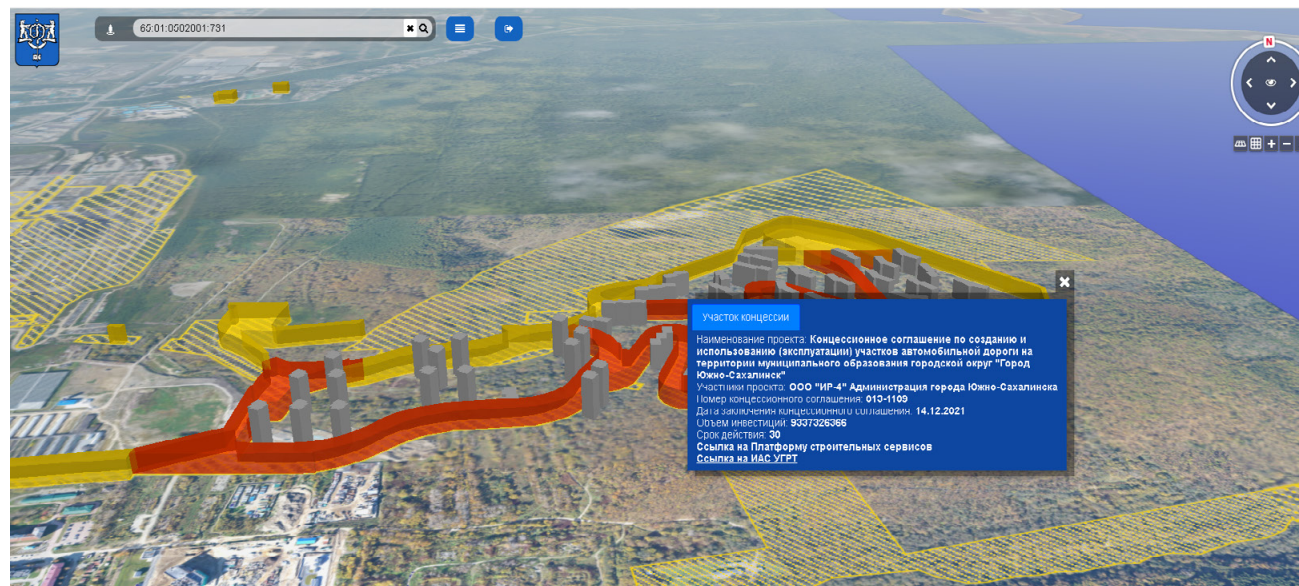 65:01:0502001:731
N
Участок концессии
Наименование проекта: Концессионное соглашение по созданию и
использованию (эксплуатации) участков автомобильной дороги на
территории муниципального образования городской округ "Город
Южно-Сахалинск"
Участники проекта: ООО "ИР-4" Администрация города Южно-Сахалинска
Номер концессионного соглашения: 013-1109
Дата заключения концессионного соглашения: 14.12.2021
Объем инвестиций: 9337326366
Срок действия: 30
Ссылка на Платформу строительных сервисов
Ссылка на ИАС УГРТ